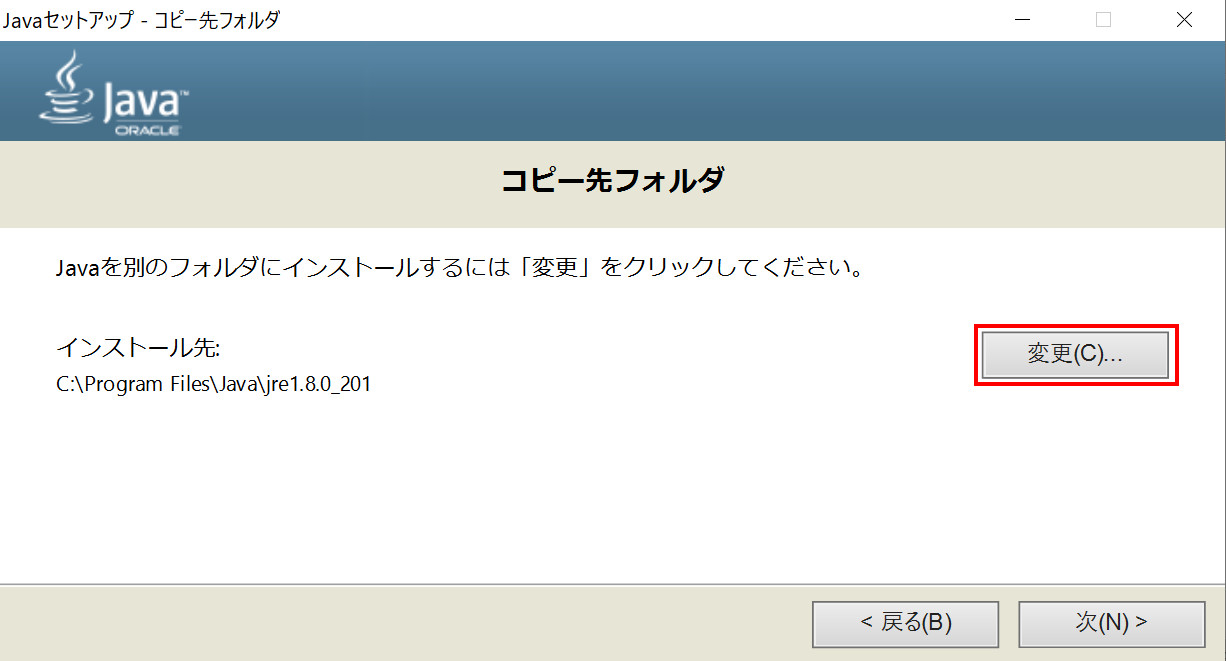 Javaセットアップ - コピー先フォルダ
Java™
ORACLE
コピー先フォルダ
Javaを別のフォルダにインストールするには「変更」をクリックしてください。
インストール先:
変更(C)...
C:\Program Files\Java\jre1.8.0_201
< 戻る(B)
次(N) >